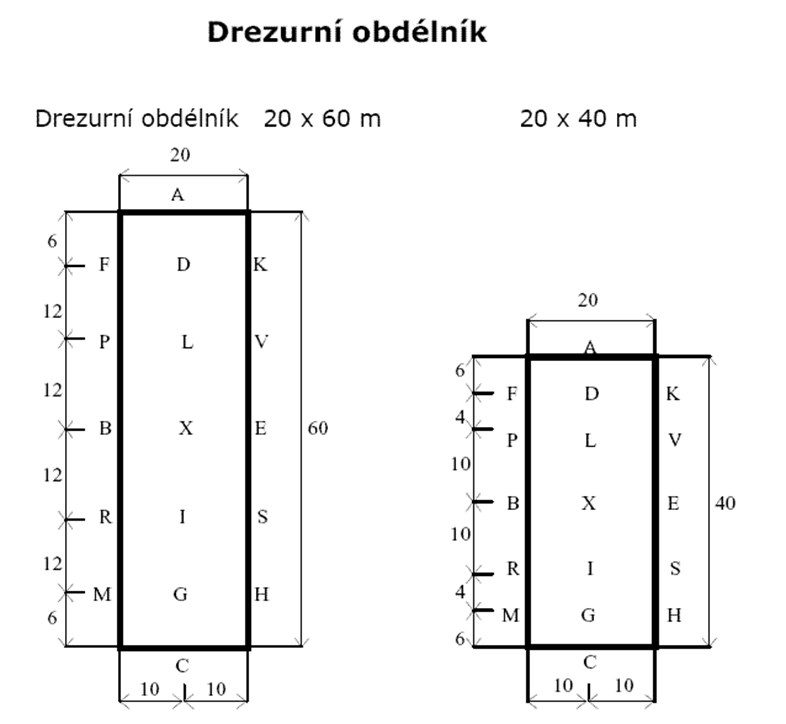 Drezurní obdélník
Drezurní obdélník 20 x 60 m
20 x 40 m
20
A
6
F D K
12
P L V
12
B X E 60
12
R I S
12
M G H
6
C
10 10
20
A
6
F D K
4
P L V
10
B X E 40
10
R I S
4
M G H
6
C
10 10